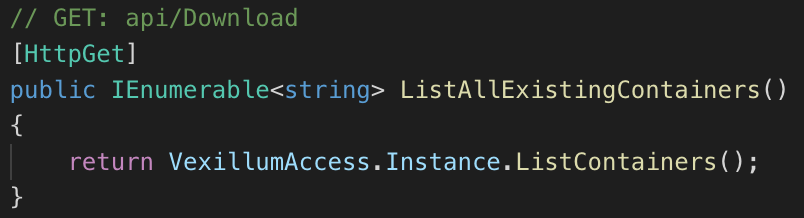 // GET: api/Download
[HttpGet]
public IEnumerable<string> ListAllExistingContainers()
{
    return VexillumAccess.Instance.ListContainers();
}